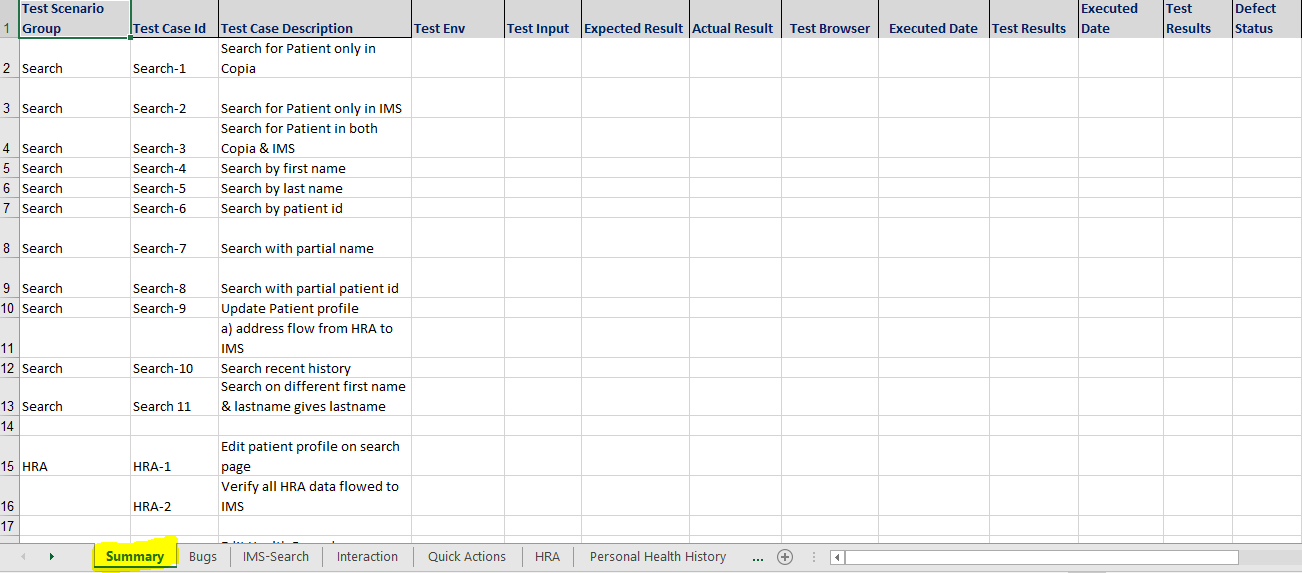 Test Scenario Group Test Case Id Test Case Description Test Env Test Input Expected Result Actual Result Test Browser Executed Date Test Results Executed Date Test Results Defect Status
1
2 Search Search-1 Search for Patient only in Copia
3 Search Search-2 Search for Patient only in IMS
4 Search Search-3 Search for Patient in both Copia & IMS
5 Search Search-4 Search by first name
6 Search Search-5 Search by last name
7 Search Search-6 Search by patient id
8 Search Search-7 Search with partial name
9 Search Search-8 Search with partial patient id
10 Search Search-9 Update Patient profile
11 a) address flow from HRA to IMS
12 Search Search-10 Search recent history
13 Search Search 11 Search on different first name & lastname gives lastname
14
15 HRA HRA-1 Edit patient profile on search page
16 HRA-2 Verify all HRA data flowed to IMS
17
Summary Bugs IMS-Search Interaction Quick Actions HRA Personal Health History ...